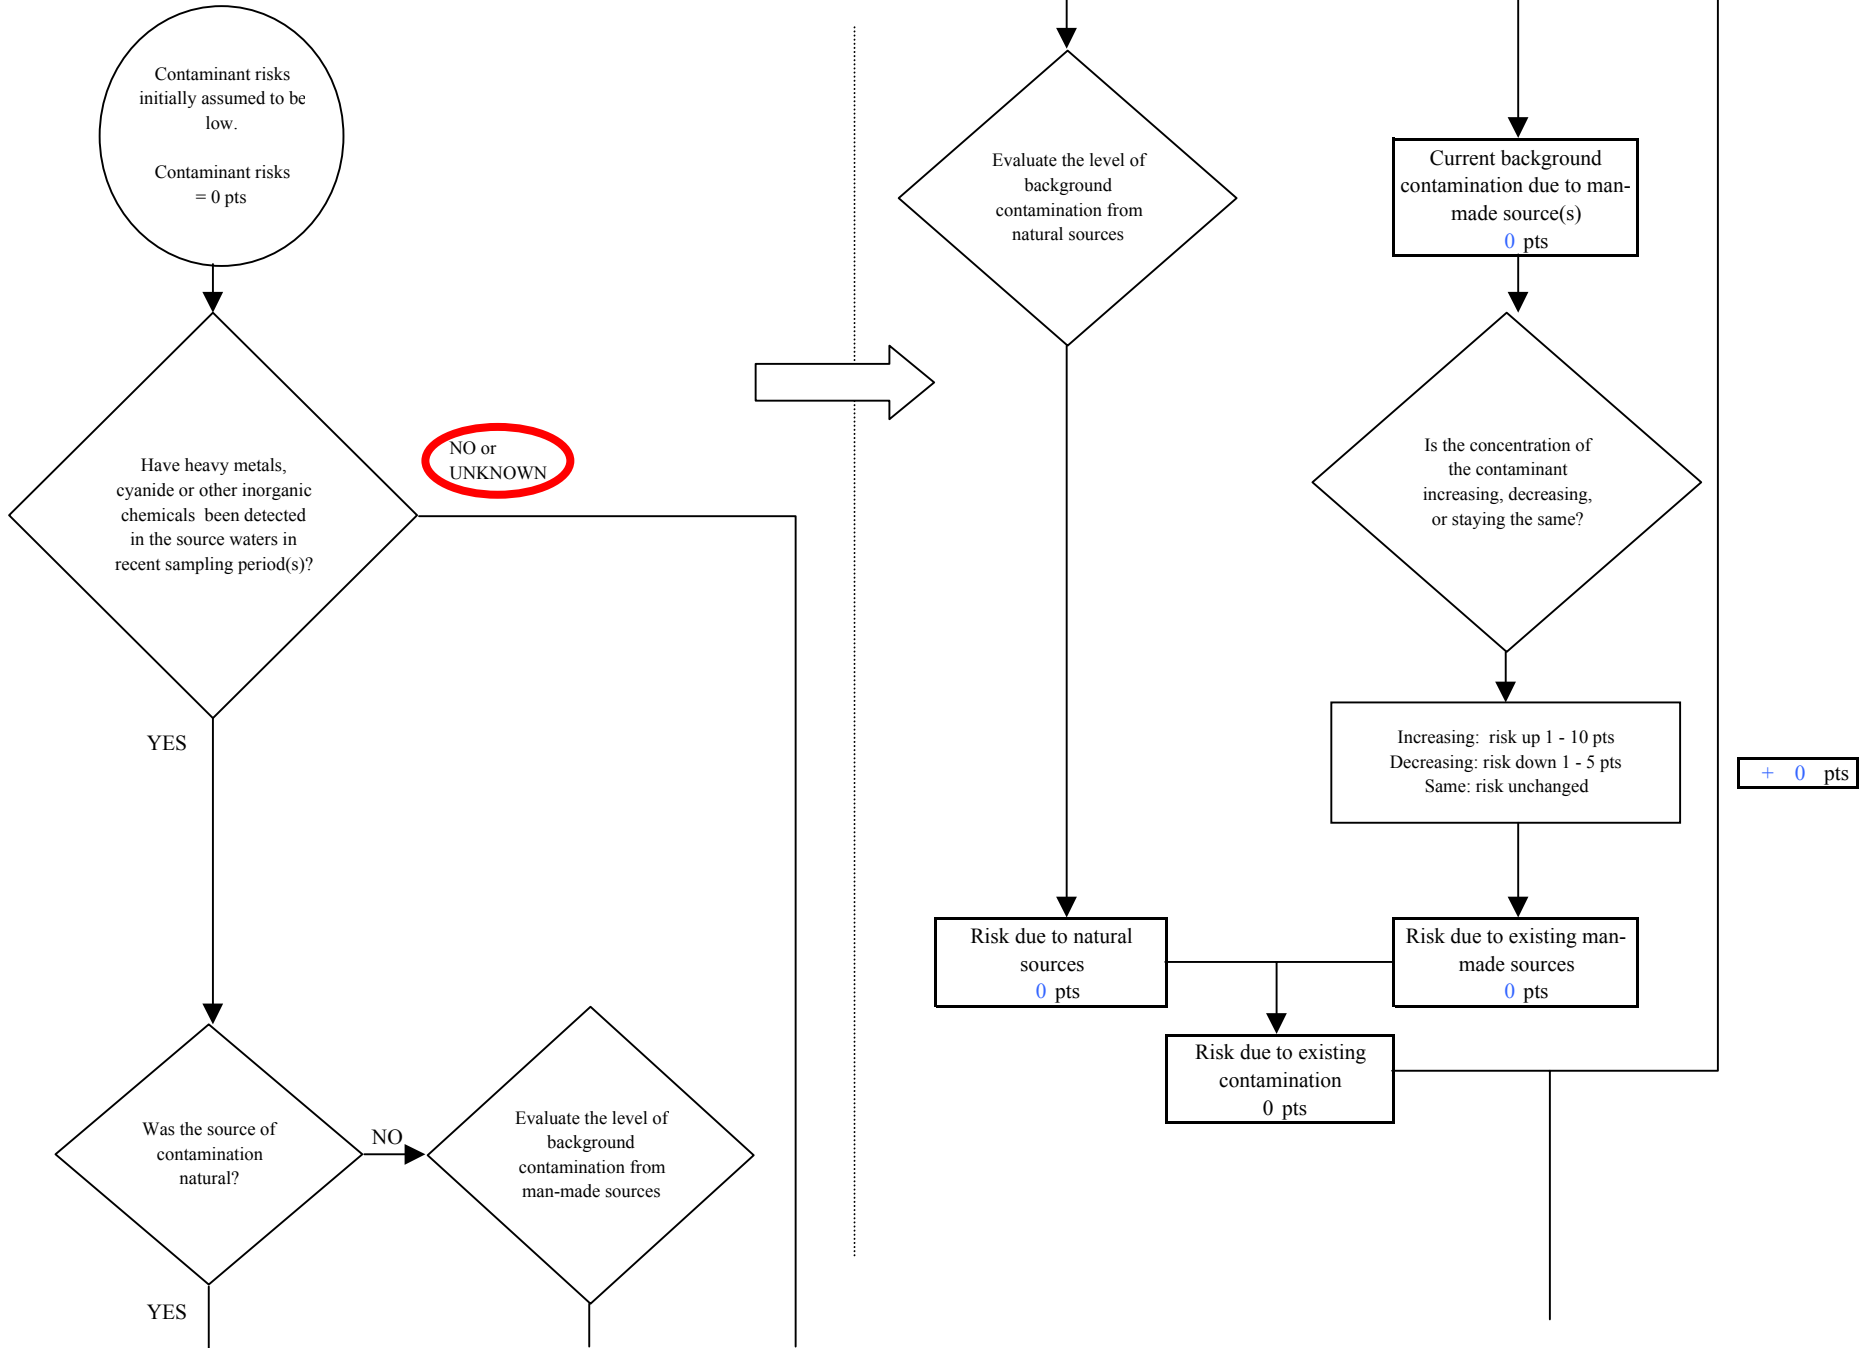 Contaminant risks
initially assumed to be
low.
Contaminant risks
= 0 pts
Have heavy metals,
cyanide or other inorganic
chemicals been detected
in the source waters in
recent sampling period(s)?
NO or
UNKNOWN
YES
Was the source of
contamination
natural?
NO
Evaluate the level of
background
contamination from
man-made sources
YES
Evaluate the level of
background
contamination from
natural sources
Current background
contamination due to man-
made source(s)
0 pts
Is the concentration of
the contaminant
increasing, decreasing,
or staying the same?
Increasing: risk up 1 - 10 pts
Decreasing: risk down 1 - 5 pts
Same: risk unchanged
+ 0 pts
Risk due to natural
sources
0 pts
Risk due to existing man-
made sources
0 pts
Risk due to existing
contamination
0 pts